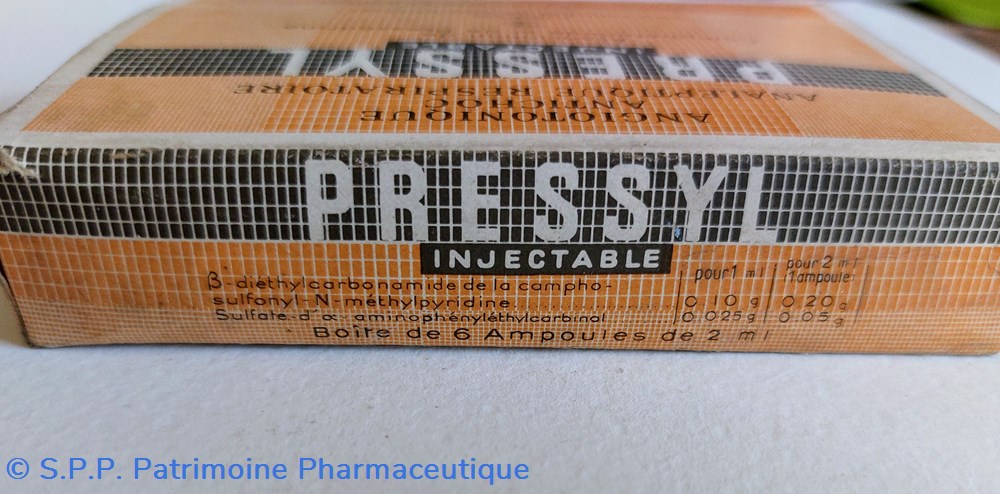 PRESSYL
ANALEPTIQUE RESPIRATOIRE
ANTICHOC
ANGIOTONIQUE
PRESSYL
INJECTABLE
pour 1 ml
pour 2 ml
(1 ampoule)
β-diéthylcarbonamide de la campho-
sulfonyl-N-méthylpyridine 0,10 g 0,20 g
Sulfate d'α-aminophényléthylcarbinol 0,025 g 0,05 g
Boîte de 6 Ampoules de 2 ml
© S.P.P. Patrimoine Pharmaceutique